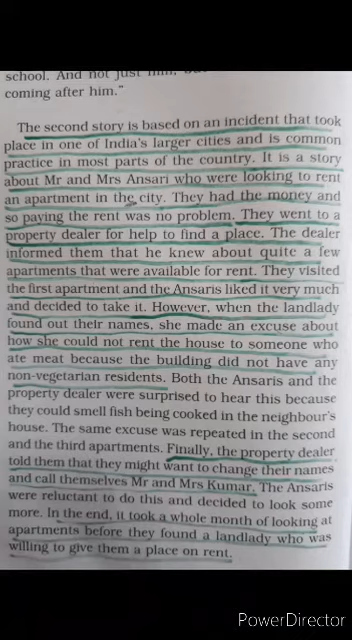 school. And not just him, but
coming after him."
The second story is based on an incident that took
place in one of India's larger cities and is common
practice in most parts of the country. It is a story
about Mr and Mrs Ansari who were looking to rent
an apartment in the city. They had the money and
so paying the rent was no problem. They went to a
property dealer for help to find a place. The dealer
informed them that he knew about quite a few
apartments that were available for rent. They visited
the first apartment and the Ansaris liked it very much
and decided to take it. However, when the landlady
found out their names, she made an excuse about
how she could not rent the house to someone who
ate meat because the building did not have any
non-vegetarian residents. Both the Ansaris and the
property dealer were surprised to hear this because
they could smell fish being cooked in the neighbour's
house. The same excuse was repeated in the second
and the third apartments. Finally, the property dealer
told them that they might want to change their names
and call themselves Mr and Mrs Kumar. The Ansaris
were reluctant to do this and decided to look some
more. In the end, it took a whole month of looking at
apartments before they found a landlady who was
willing to give them a place on rent.
PowerDirector